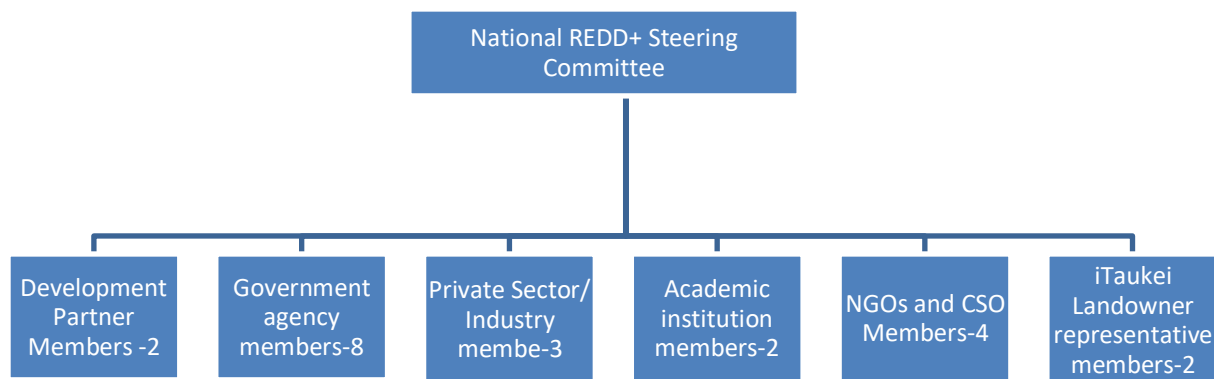 National REDD+ Steering
Committee
Development
Partner
Members -2
Government
agency
members-8
Private Sector/
Industry
membe-3
Academic
institution
members-2
NGOs and CSO
Members-4
iTaukei
Landowner
representative
members-2